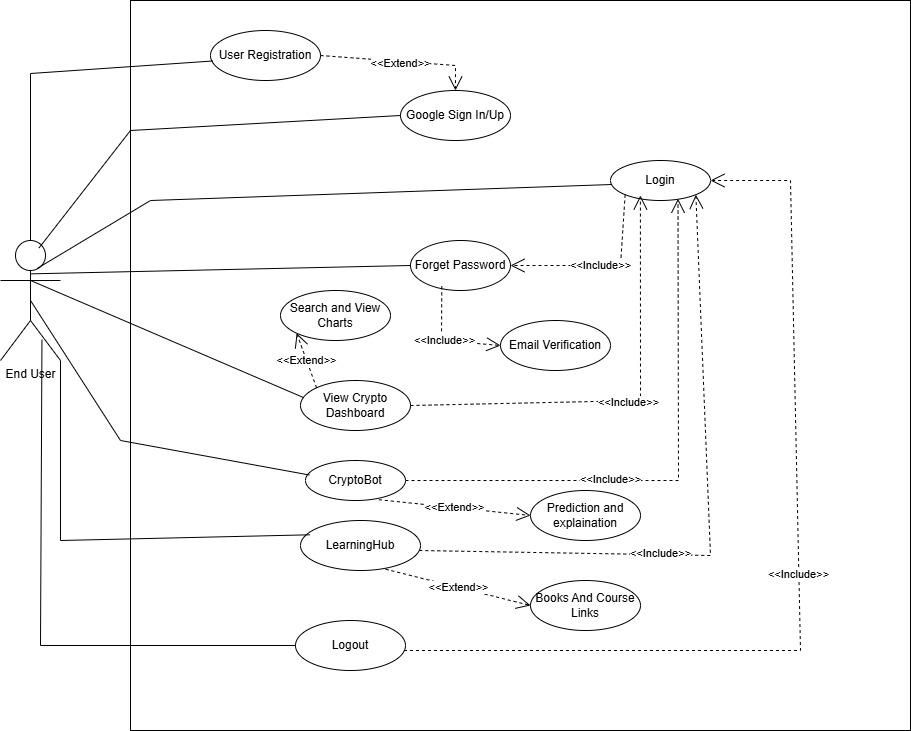 User Registration
<<Extend>>
Google Sign In/Up
Login
Forget Password
<<Include>>
Search and View
Charts
<<Include>>
Email Verification
<<Extend>>
End User
View Crypto
Dashboard
<<Include>>
CryptoBot
<<Include>>
<<Extend>>
Prediction and
explaination
LearningHub
<<Include>>
<<Include>>
<<Extend>>
Books And Course
Links
Logout